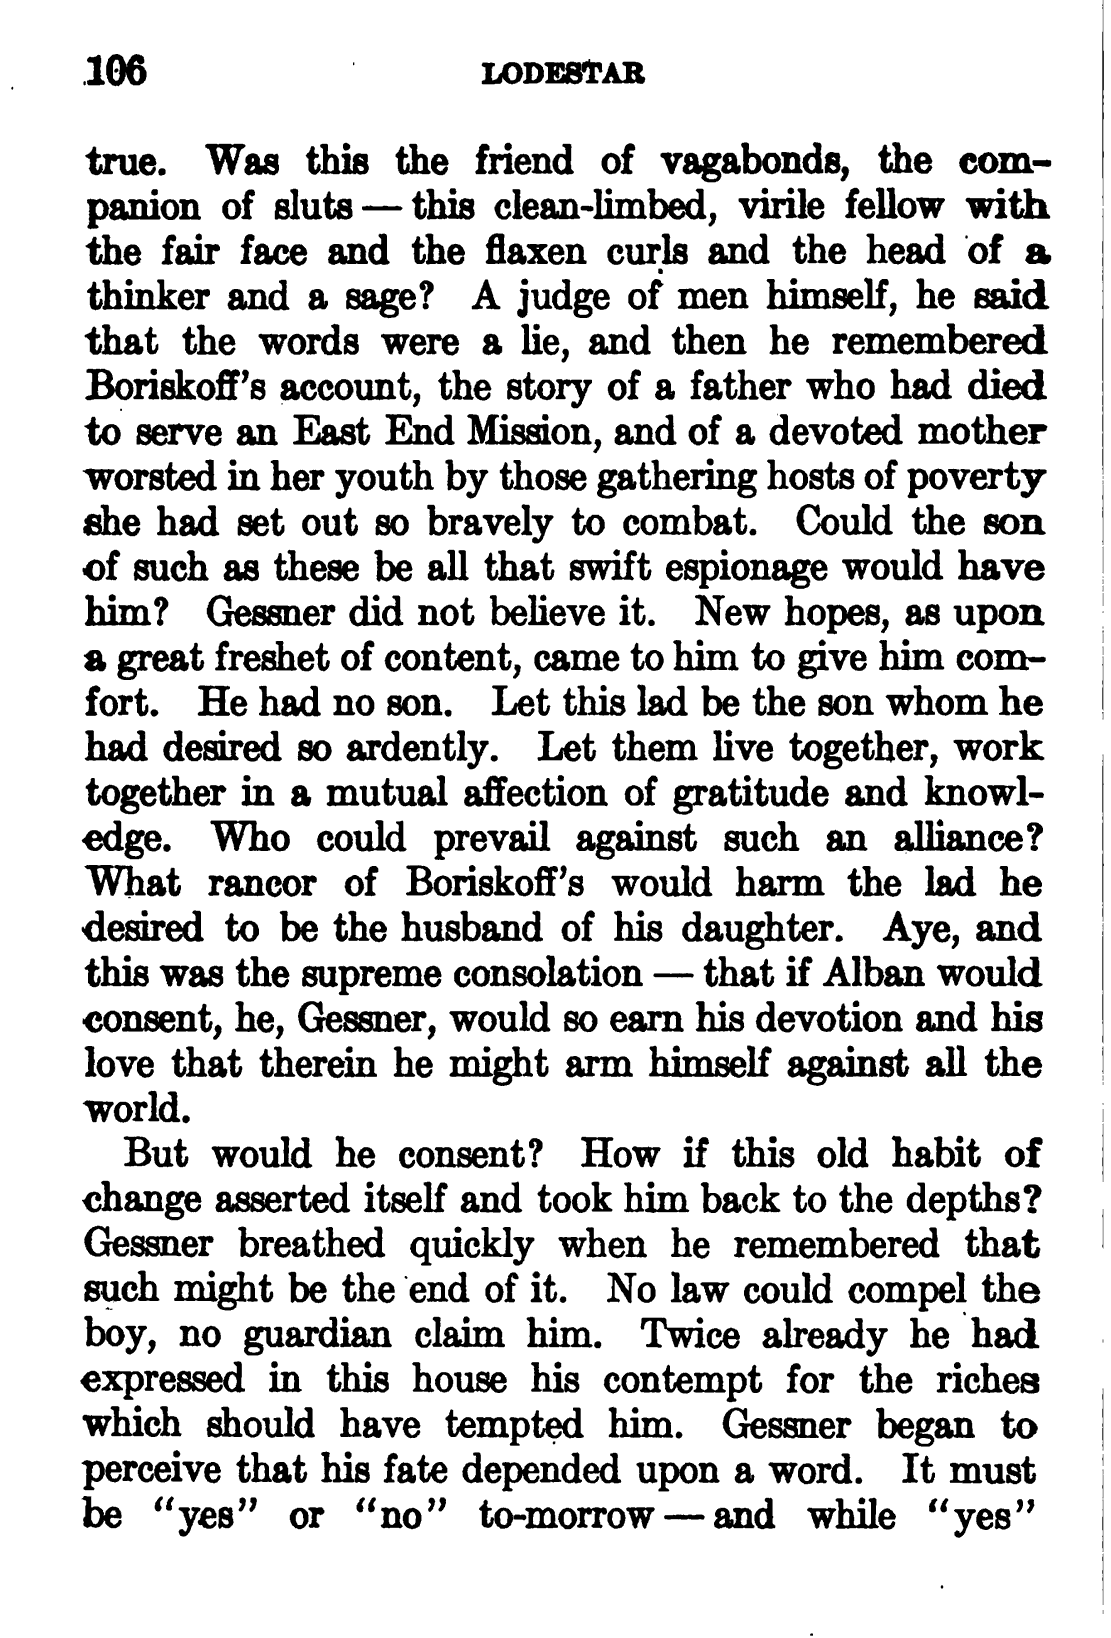 106 LODESTAR
true. Was this the friend of vagabonds, the com-
panion of sluts — this clean-limbed, virile fellow with
the fair face and the flaxen curls and the head of a
thinker and a sage? A judge of men himself, he said
that the words were a lie, and then he remembered
Boriskoff's account, the story of a father who had died
to serve an East End Mission, and of a devoted mother
worsted in her youth by those gathering hosts of poverty
she had set out so bravely to combat. Could the son
of such as these be all that swift espionage would have
him? Gessner did not believe it. New hopes, as upon
a great freshet of content, came to him to give him com-
fort. He had no son. Let this lad be the son whom he
had desired so ardently. Let them live together, work
together in a mutual affection of gratitude and knowl-
edge. Who could prevail against such an alliance?
What rancor of Boriskoff's would harm the lad he
desired to be the husband of his daughter. Aye, and
this was the supreme consolation — that if Alban would
consent, he, Gessner, would so earn his devotion and his
love that therein he might arm himself against all the
world.
But would he consent? How if this old habit of
change asserted itself and took him back to the depths?
Gessner breathed quickly when he remembered that
such might be the end of it. No law could compel the
boy, no guardian claim him. Twice already he had
expressed in this house his contempt for the riches
which should have tempted him. Gessner began to
perceive that his fate depended upon a word. It must
be "yes" or "no" to-morrow — and while "yes"